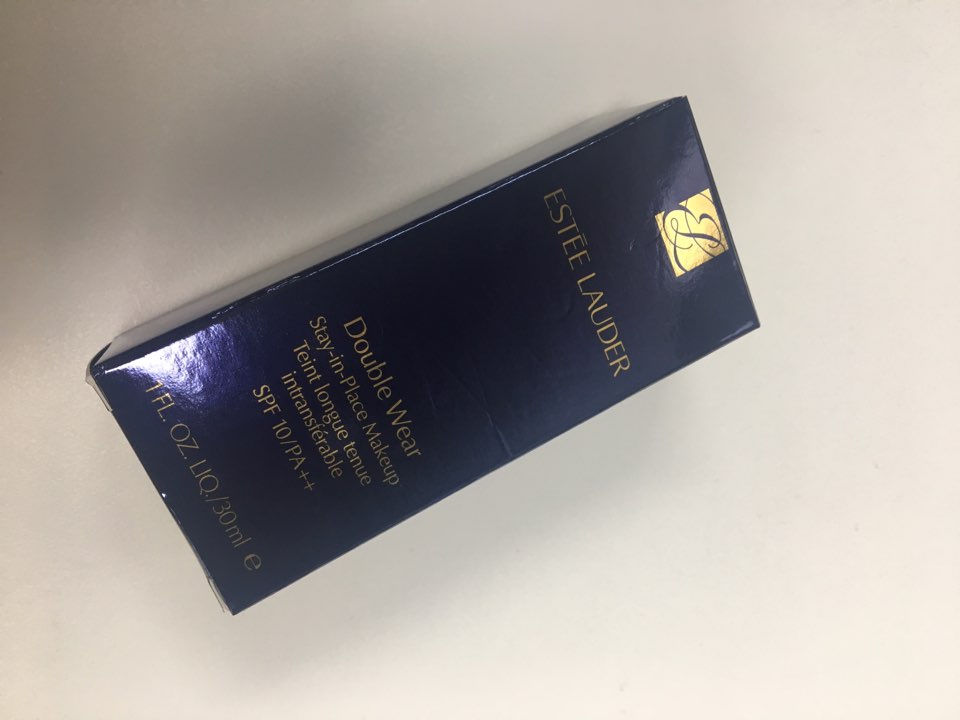 ESTĒE LAUDER
Double Wear
Stay-in-Place Makeup
Teint longue tenue
intransférable
SPF 10/PA++
1 FL. OZ. LIQ./30ml ℮